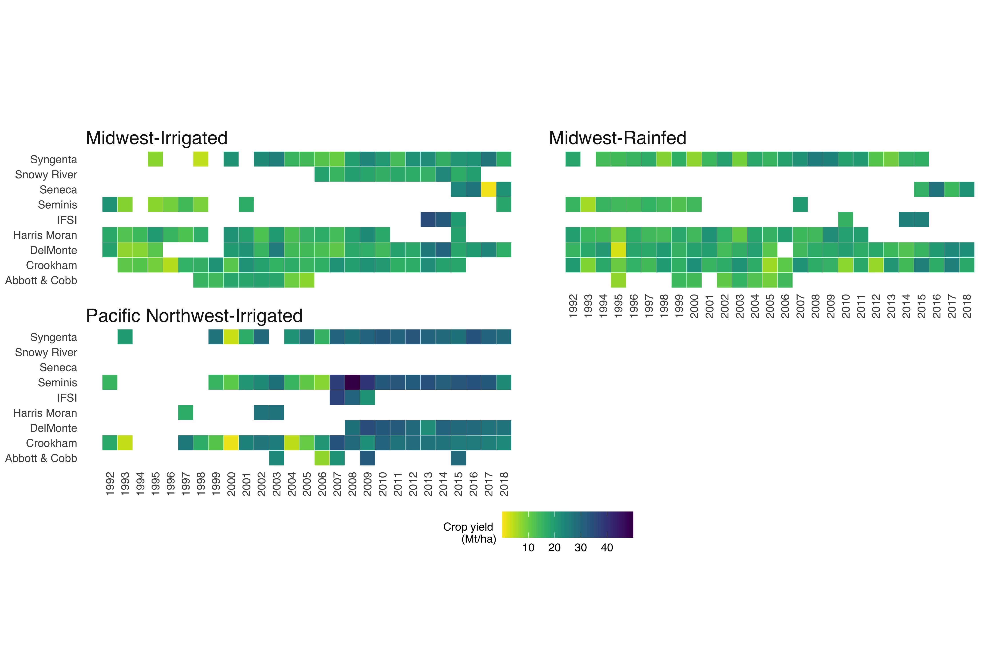 Midwest-Irrigated
Syngenta
Snowy River
Seneca
Seminis
IFSI
Harris Moran
DelMonte
Crookham
Abbott & Cobb
Midwest-Rainfed
1992 1993 1994 1995 1996 1997 1998 1999 2000 2001 2002 2003 2004 2005 2006 2007 2008 2009 2010 2011 2012 2013 2014 2015 2016 2017 2018
Pacific Northwest-Irrigated
Syngenta
Snowy River
Seneca
Seminis
IFSI
Harris Moran
DelMonte
Crookham
Abbott & Cobb
1992 1993 1994 1995 1996 1997 1998 1999 2000 2001 2002 2003 2004 2005 2006 2007 2008 2009 2010 2011 2012 2013 2014 2015 2016 2017 2018
Crop yield
(Mt/ha)
10 20 30 40